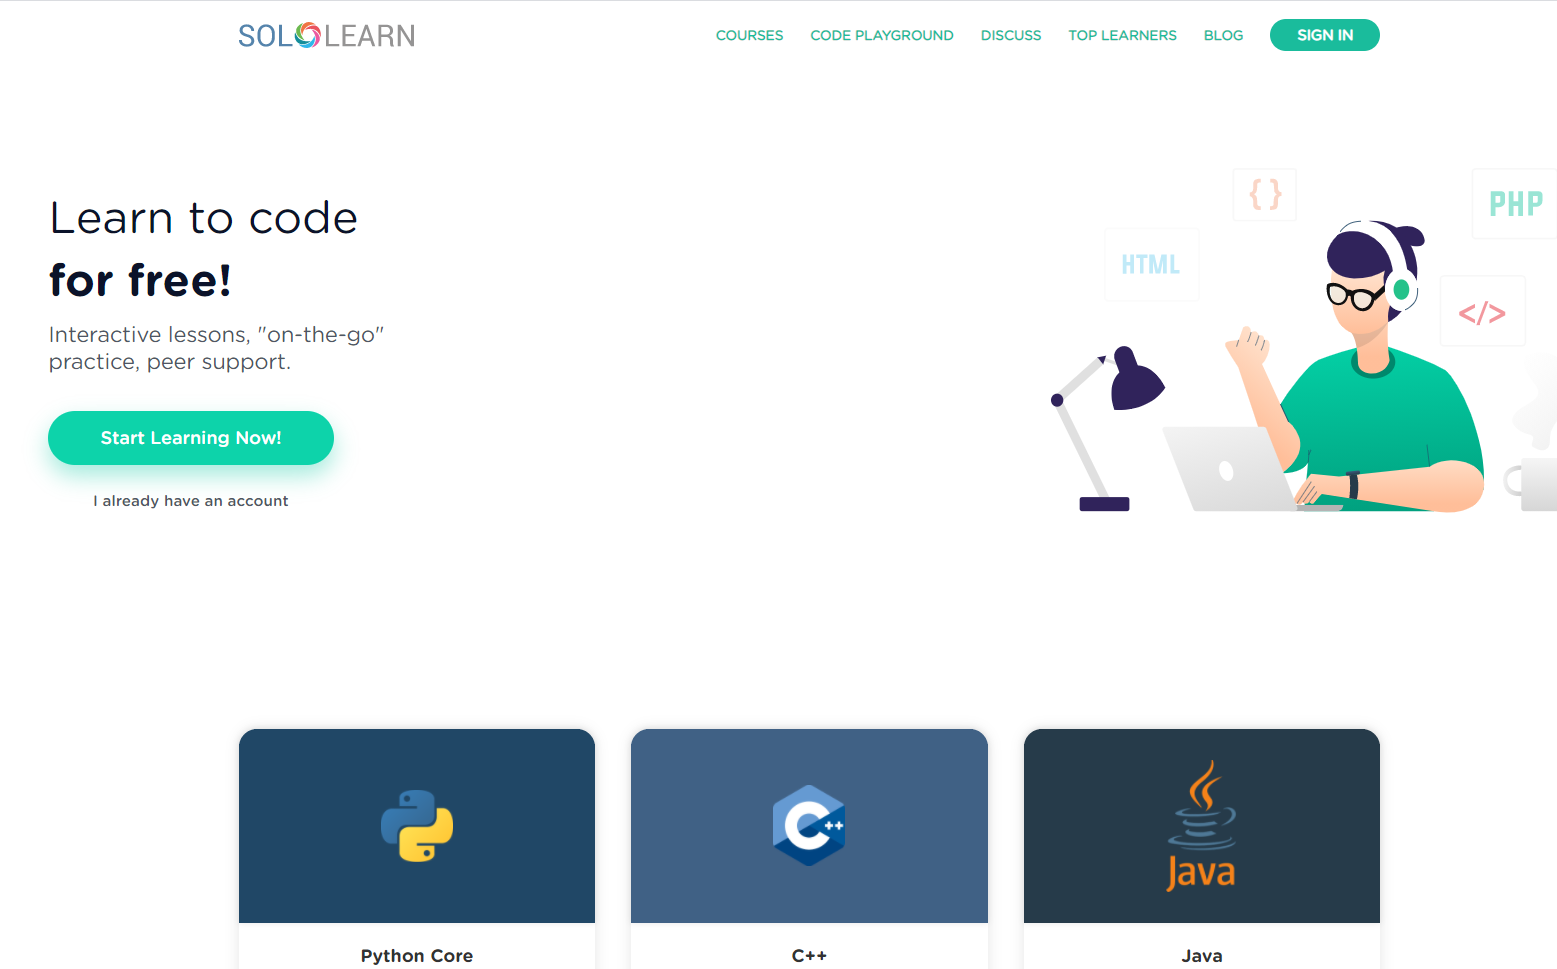 SOLOLEARN
COURSES CODE PLAYGROUND DISCUSS TOP LEARNERS BLOG SIGN IN
Learn to code
for free!
Interactive lessons, "on-the-go"
practice, peer support.
Start Learning Now!
I already have an account
{ }
PHP
HTML
</>
C++
Java
Python Core
C++
Java